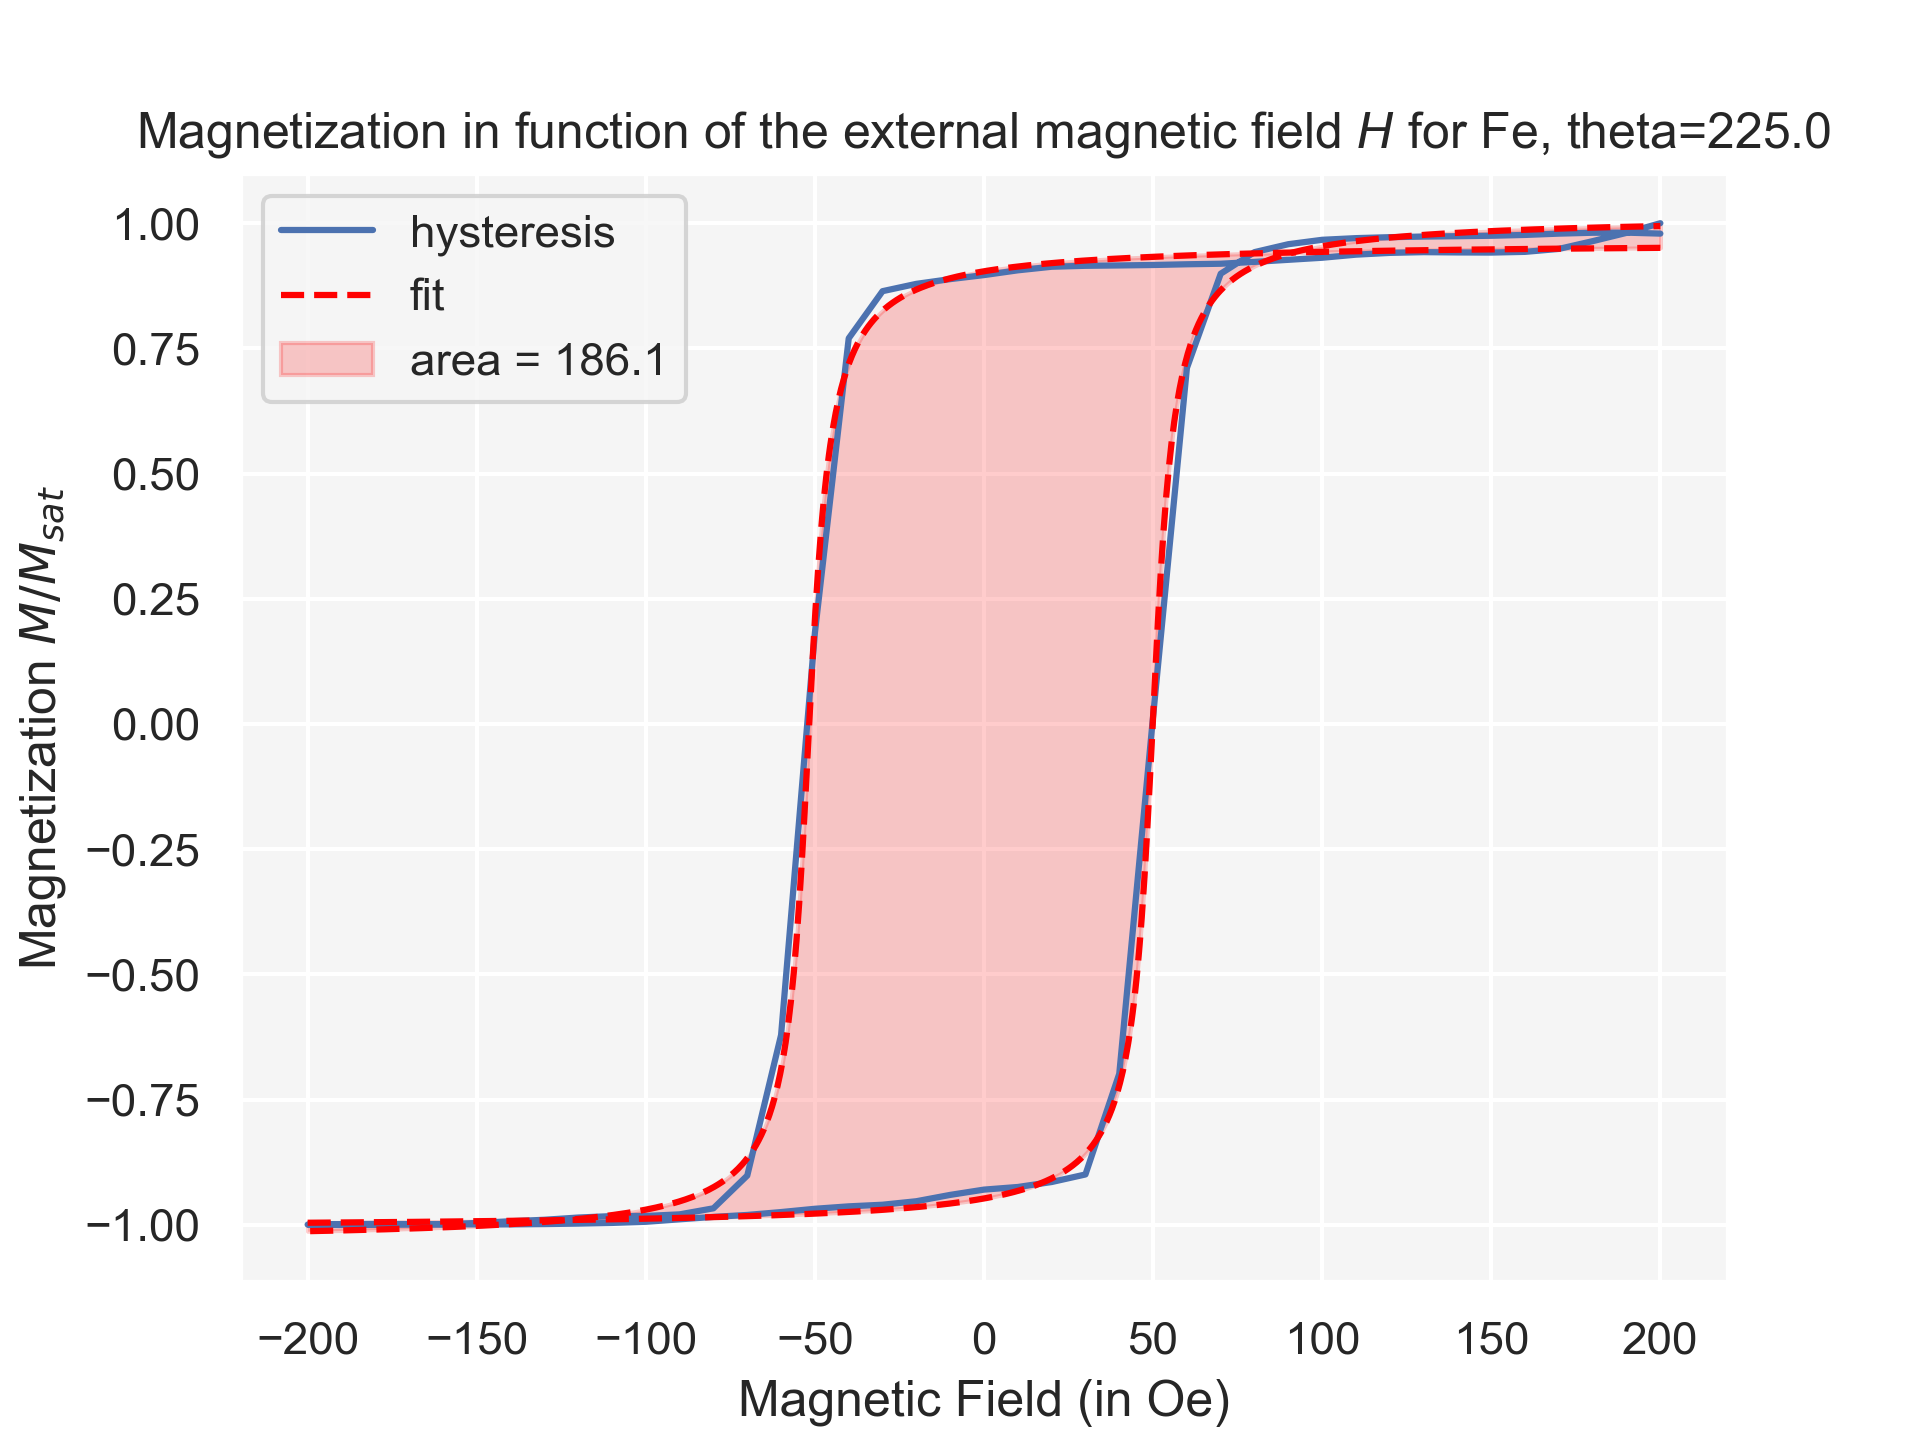 Magnetization in function of the external magnetic field H for Fe, theta=225.0
hysteresis
fit
area = 186.1
Magnetization M/M_sat
1.00
0.75
0.50
0.25
0.00
−0.25
−0.50
−0.75
−1.00
−200 −150 −100 −50 0 50 100 150 200
Magnetic Field (in Oe)